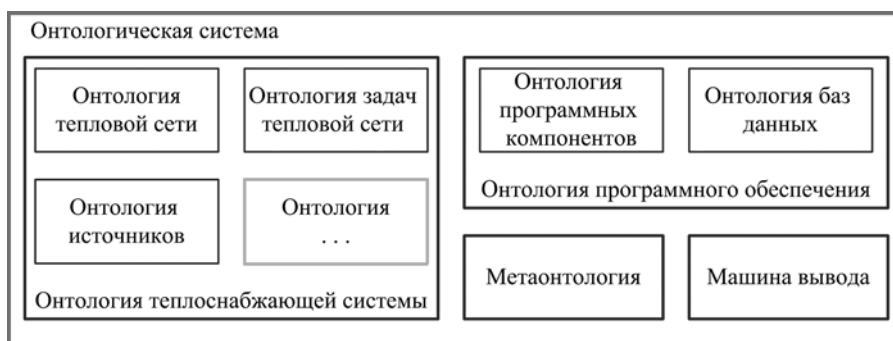 Онтологическая система
Онтология
тепловой сети
Онтология задач
тепловой сети
Онтология
источников
Онтология
. . .
Онтология теплоснабжающей системы
Онтология
программных
компонентов
Онтология баз
данных
Онтология программного обеспечения
Метаонтология
Машина вывода